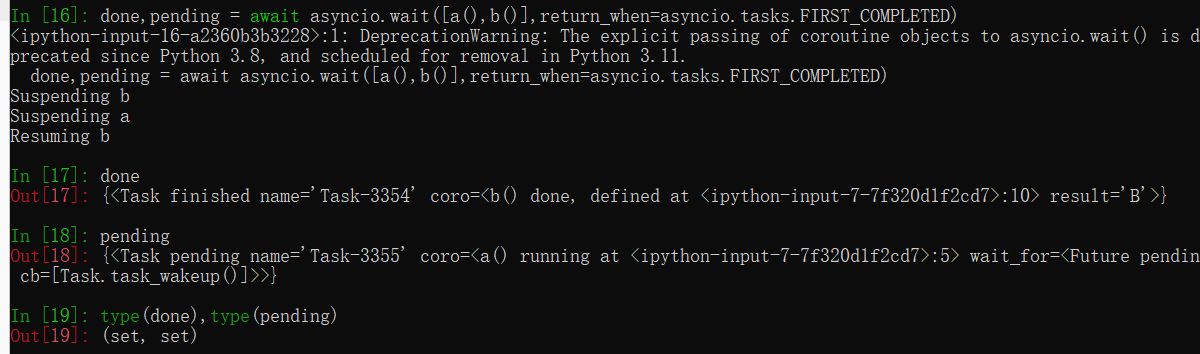 In [16]: done,pending = await asyncio.wait([a(),b()],return_when=asyncio.tasks.FIRST_COMPLETED)
<ipython-input-16-a2360b3b3228>:1: DeprecationWarning: The explicit passing of coroutine objects to asyncio.wait() is d
precated since Python 3.8, and scheduled for removal in Python 3.11.
  done,pending = await asyncio.wait([a(),b()],return_when=asyncio.tasks.FIRST_COMPLETED)
Suspending b
Suspending a
Resuming b
In [17]: done
Out[17]: {<Task finished name='Task-3354' coro=<b() done, defined at <ipython-input-7-7f320d1f2cd7>:10> result='B'>}
In [18]: pending
Out[18]: {<Task pending name='Task-3355' coro=<a() running at <ipython-input-7-7f320d1f2cd7>:5> wait_for=<Future pendin
 cb=[Task.task_wakeup()]>>}
In [19]: type(done),type(pending)
Out[19]: (set, set)